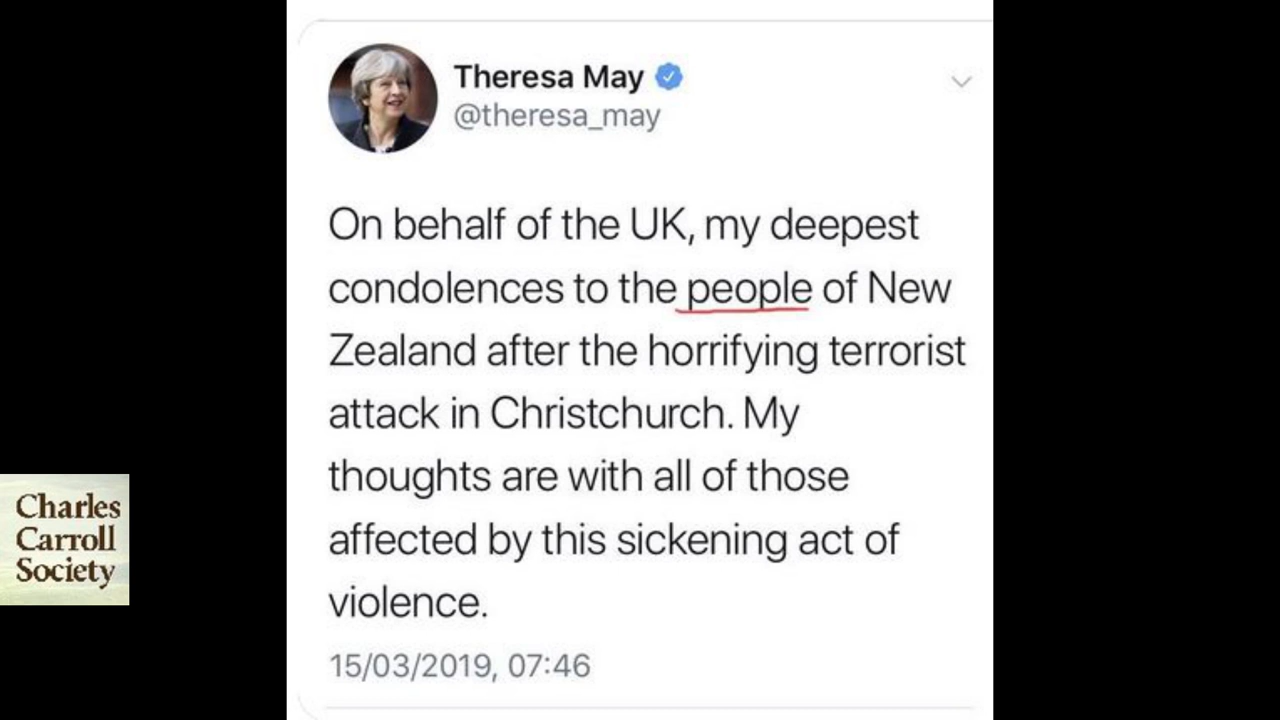 Theresa May
@theresa_may
On behalf of the UK, my deepest
condolences to the people of New
Zealand after the horrifying terrorist
attack in Christchurch. My
thoughts are with all of those
affected by this sickening act of
violence.
15/03/2019, 07:46
Charles
Carroll
Society